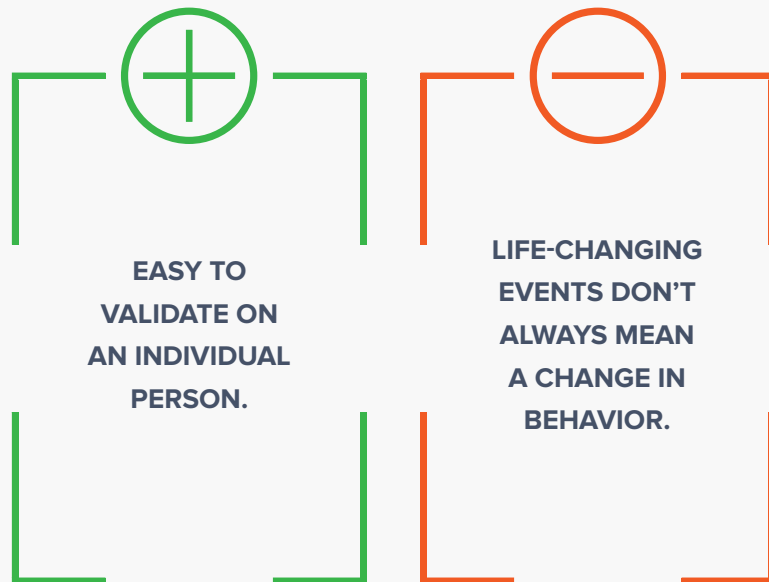 EASY TO
VALIDATE ON
AN INDIVIDUAL
PERSON.
LIFE-CHANGING
EVENTS DON’T
ALWAYS MEAN
A CHANGE IN
BEHAVIOR.